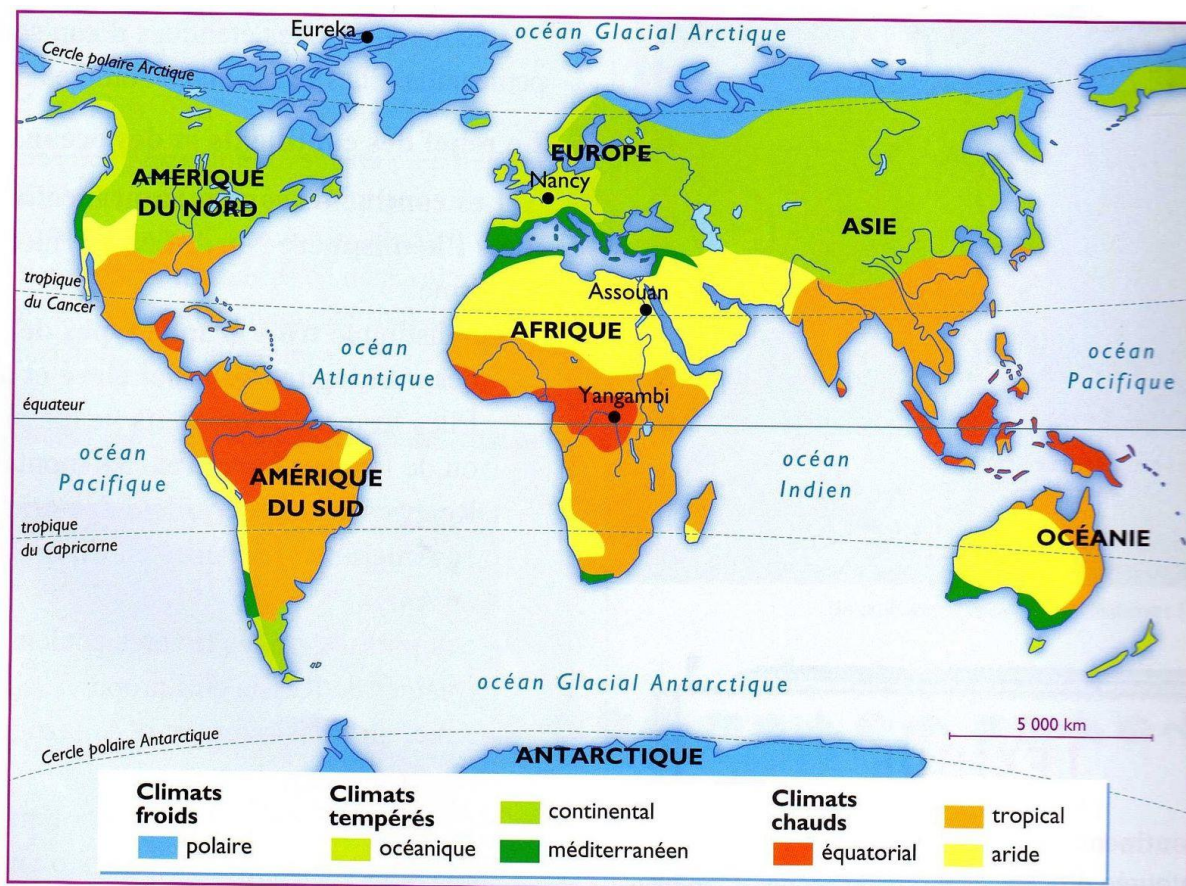 Eureka
océan Glacial Arctique
Cercle polaire Arctique
EUROPE
AMÉRIQUE
DU NORD
Nancy
ASIE
tropique
du Cancer
Assouan
AFRIQUE
océan
Atlantique
océan
Pacifique
équateur
Yangambi
océan
Pacifique
AMÉRIQUE
DU SUD
océan
Indien
tropique
du Capricorne
OCÉANIE
océan Glacial Antarctique
5 000 km
Cercle polaire Antarctique
ANTARCTIQUE
Climats
froids
polaire
Climats
tempérés
océanique
continental
méditerranéen
Climats
chauds
équatorial
tropical
aride